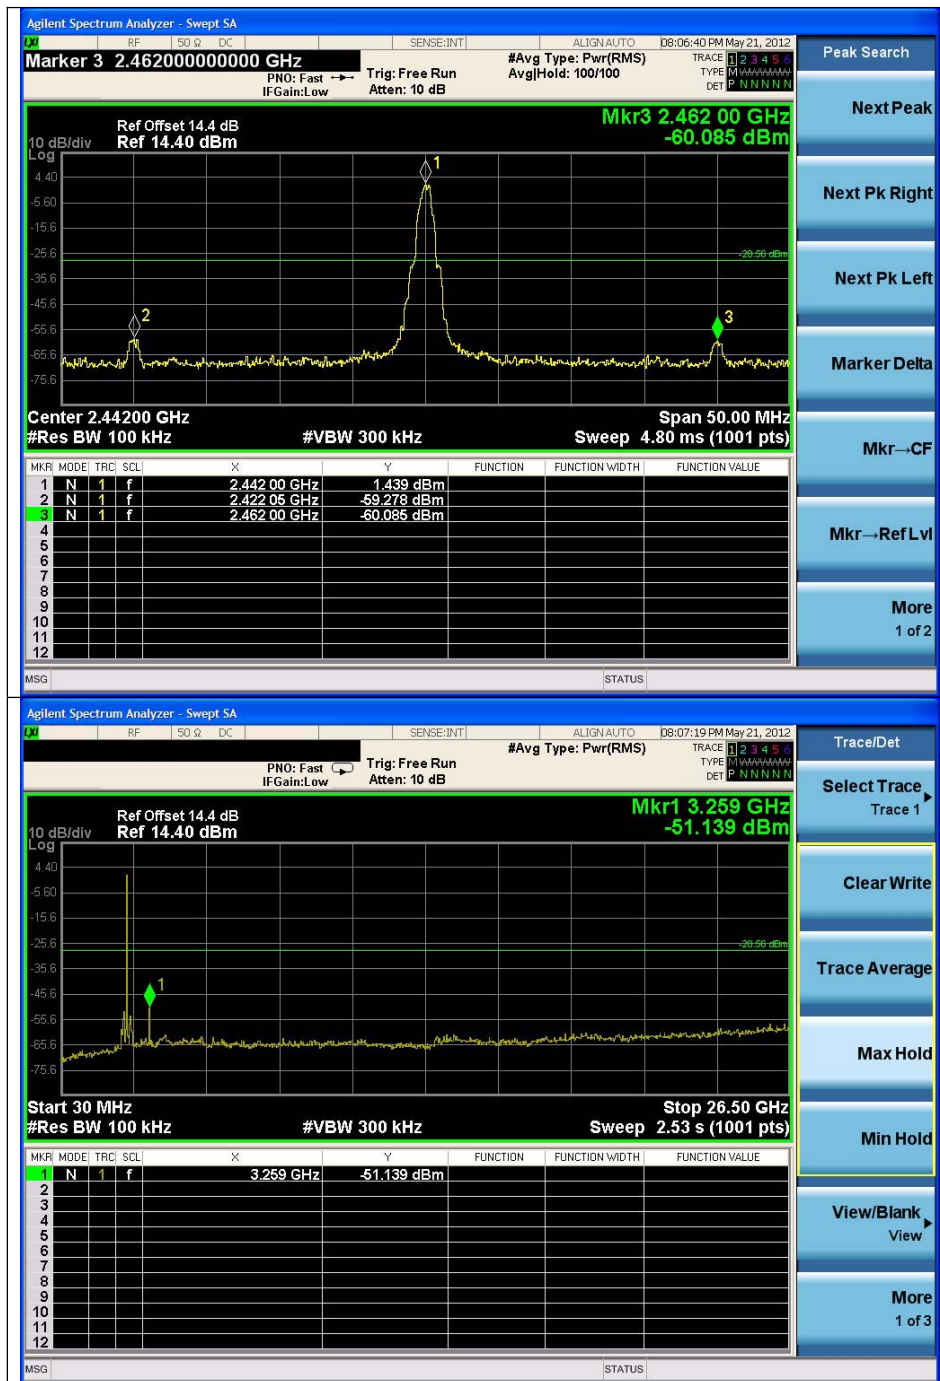 Agilent Spectrum Analyzer - Swept SA
LXI RF 50 Ω DC SENSE:INT ALIGNAUTO 08:06:40 PM May 21, 2012
Marker 3 2.462000000000 GHz
PNO: Fast
IFGain:Low
Trig: Free Run
Atten: 10 dB
#Avg Type: Pwr(RMS)
Avg|Hold: 100/100
TRACE 1 2 3 4 5 6
TYPE M
DET P N N N N N
Mkr3 2.462 00 GHz
-60.085 dBm
Ref Offset 14.4 dB
10 dB/div Ref 14.40 dBm
Log
4.40
-5.60
-15.6
-25.6
-35.6
-45.6
-55.6
-65.6
-75.6
1
2
3
-28.56 dBm
Center 2.44200 GHz Span 50.00 MHz
#Res BW 100 kHz #VBW 300 kHz Sweep 4.80 ms (1001 pts)
MKR MODE TRC SCL X Y FUNCTION FUNCTION WIDTH FUNCTION VALUE
1 N 1 f 2.442 00 GHz 1.439 dBm
2 N 1 f 2.422 05 GHz -59.278 dBm
3 N 1 f 2.462 00 GHz -60.085 dBm
4
5
6
7
8
9
10
11
12
MSG STATUS
Peak Search
Next Peak
Next Pk Right
Next Pk Left
Marker Delta
Mkr→CF
Mkr→Ref Lvl
More
1 of 2
Agilent Spectrum Analyzer - Swept SA
LXI RF 50 Ω DC SENSE:INT ALIGNAUTO 08:07:19 PM May 21, 2012
PNO: Fast
IFGain:Low
Trig: Free Run
Atten: 10 dB
#Avg Type: Pwr(RMS)
TRACE 1 2 3 4 5 6
TYPE M
DET P N N N N N
Mkr1 3.259 GHz
-51.139 dBm
Ref Offset 14.4 dB
10 dB/div Ref 14.40 dBm
Log
4.40
-5.60
-15.6
-25.6
-35.6
-45.6
-55.6
-65.6
-75.6
1
-28.56 dBm
Start 30 MHz Stop 26.50 GHz
#Res BW 100 kHz #VBW 300 kHz Sweep 2.53 s (1001 pts)
MKR MODE TRC SCL X Y FUNCTION FUNCTION WIDTH FUNCTION VALUE
1 N 1 f 3.259 GHz -51.139 dBm
2
3
4
5
6
7
8
9
10
11
12
MSG STATUS
Trace/Det
Select Trace
Trace 1
Clear Write
Trace Average
Max Hold
Min Hold
View/Blank
View
More
1 of 3